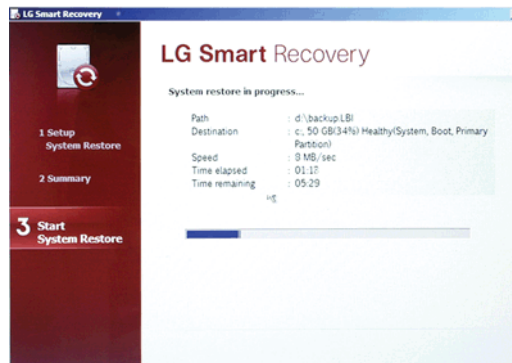 LG Smart Recovery
LG Smart Recovery
System restore in progress...
Path : d:\backup.LBI
Destination : c:, 50 GB(34%) Healthy(System, Boot, Primary
Partition)
Speed : 8 MB/sec
Time elapsed : 01:18
Time remaining : 05:29
1 Setup
System Restore
2 Summary
3 Start
System Restore